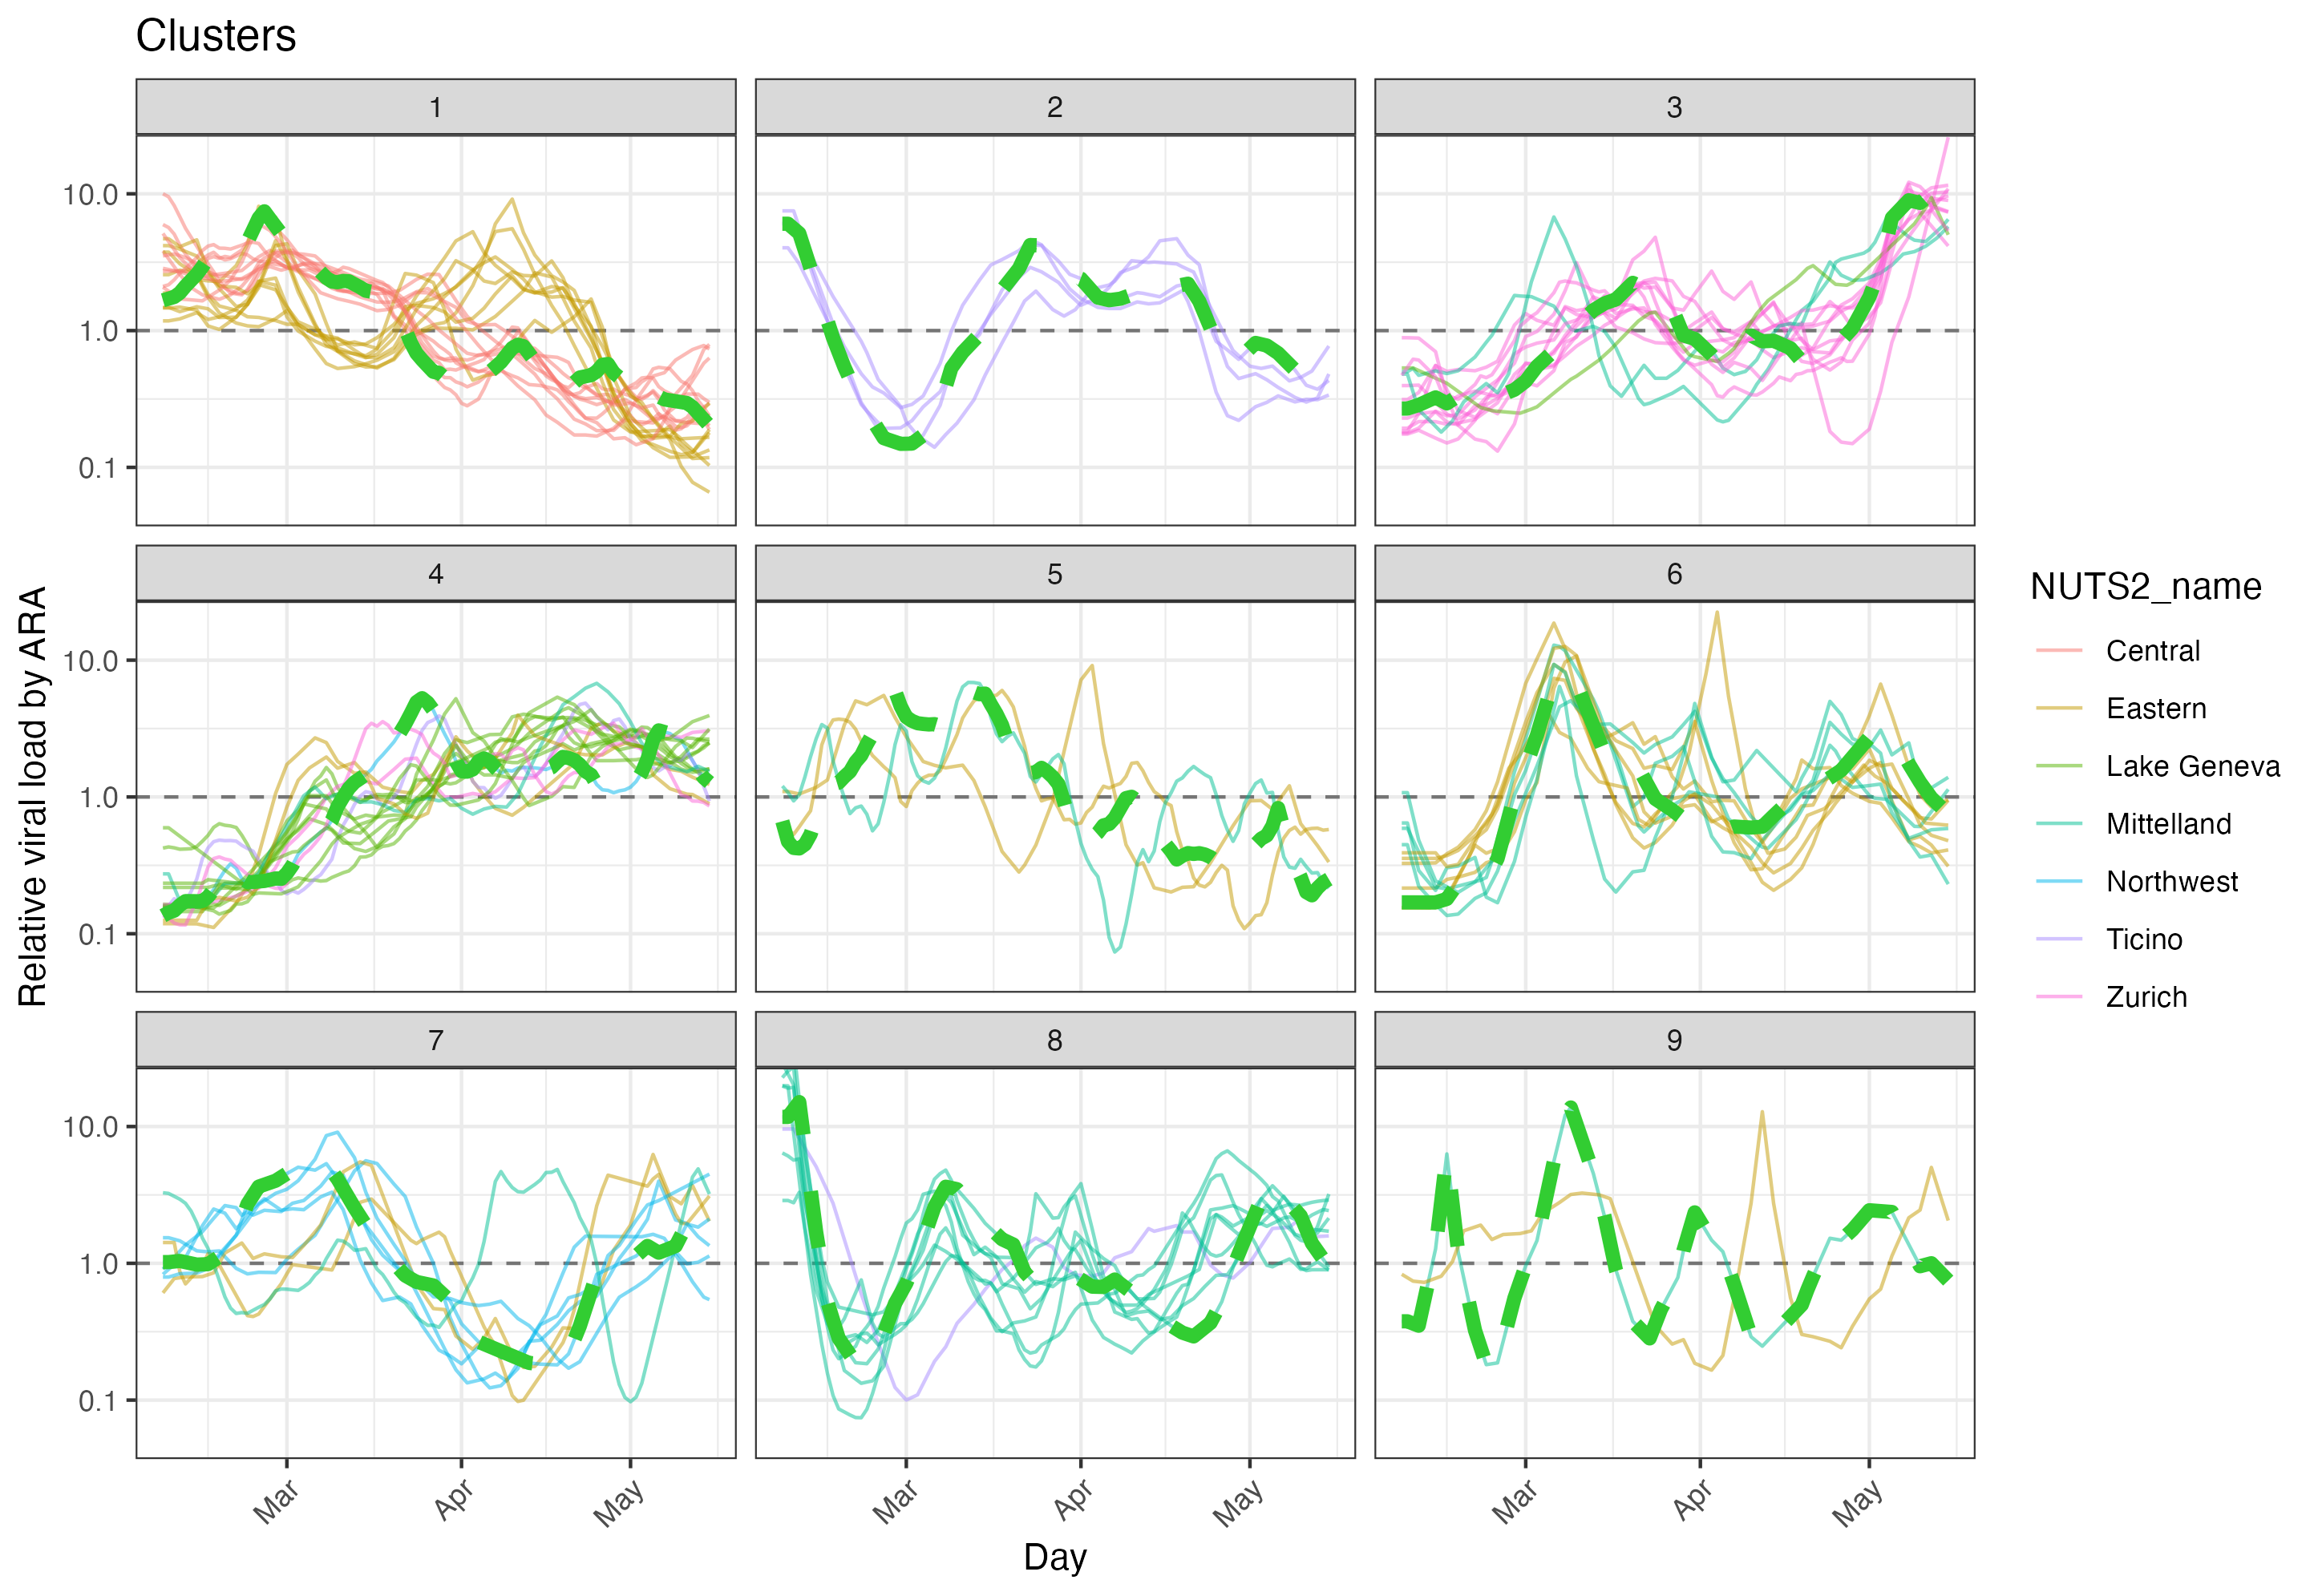 Clusters
1
2
3
10.0
1.0
0.1
4
5
6
10.0
1.0
0.1
7
8
9
10.0
1.0
0.1
Mar
Apr
May
Mar
Apr
May
Mar
Apr
May
Day
Relative viral load by ARA
NUTS2_name
Central
Eastern
Lake Geneva
Mittelland
Northwest
Ticino
Zurich